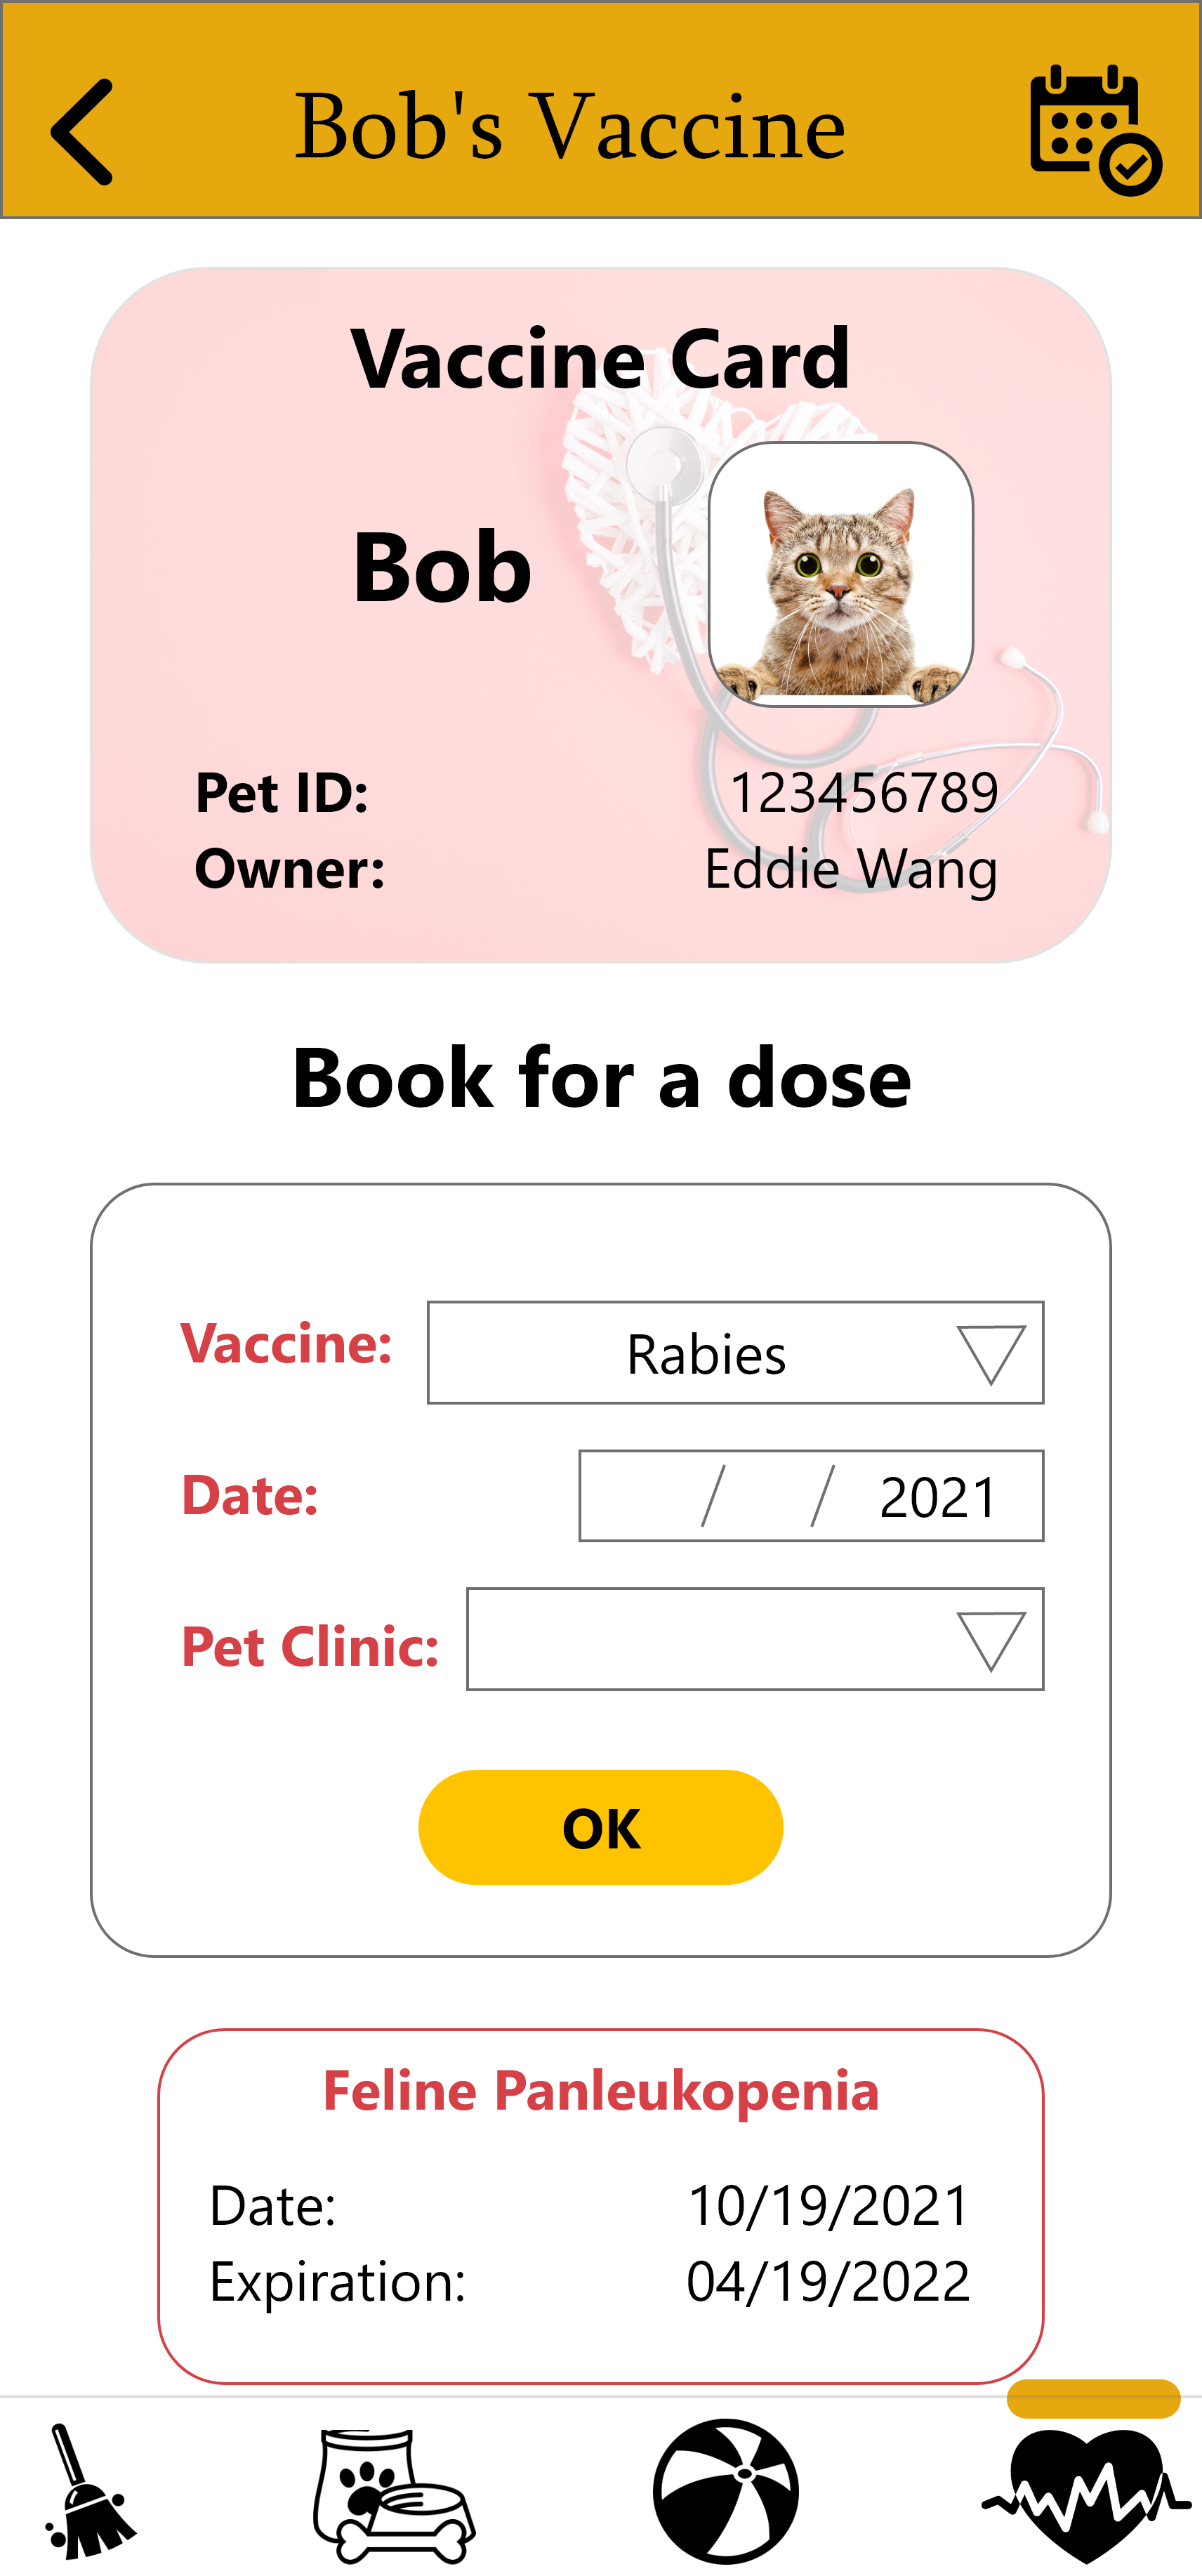 Bob's Vaccine
Vaccine Card
Bob
Pet ID: 123456789
Owner: Eddie Wang
Book for a dose
Vaccine: Rabies
Date: / / 2021
Pet Clinic:
OK
Feline Panleukopenia
Date: 10/19/2021
Expiration: 04/19/2022